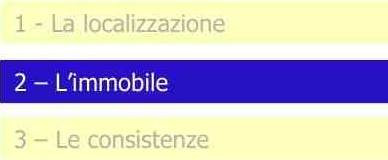 1 - La localizzazione
2 – L'immobile
3 – Le consistenze